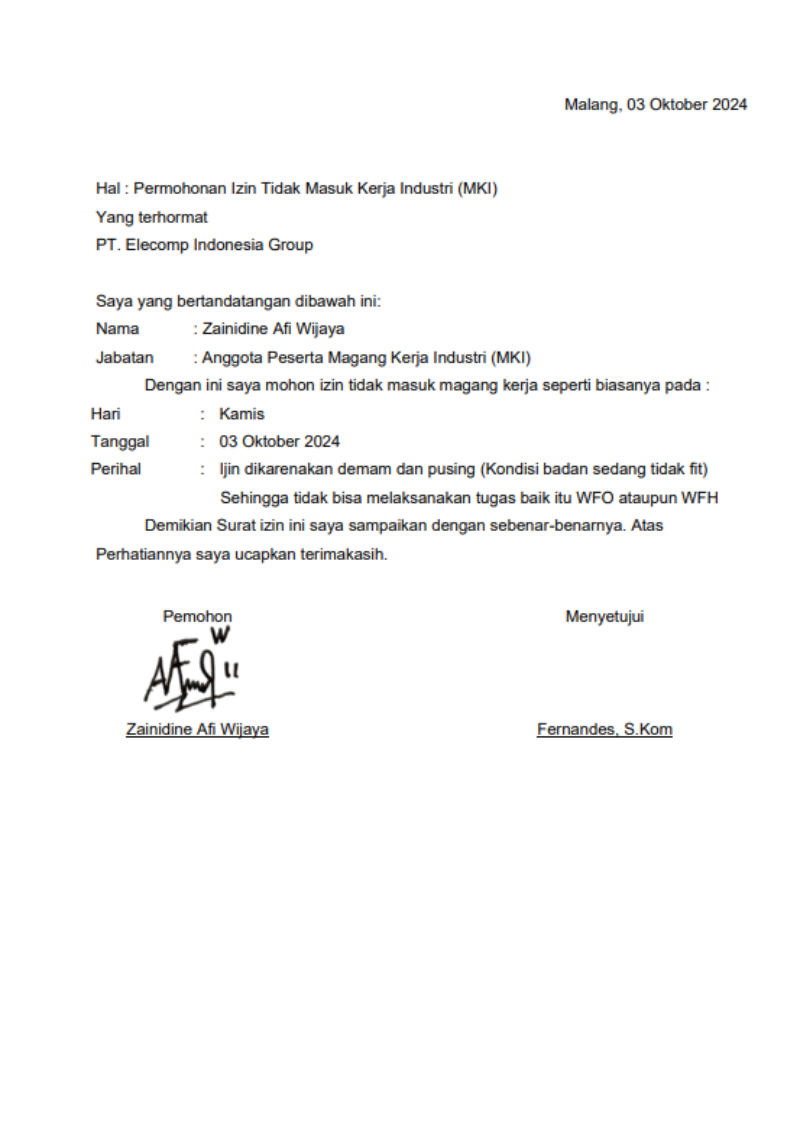 Malang, 03 Oktober 2024
Hal : Permohonan Izin Tidak Masuk Kerja Industri (MKI)
Yang terhormat
PT. Elecomp Indonesia Group
Saya yang bertandatangan dibawah ini:
Nama : Zainidine Afi Wijaya
Jabatan : Anggota Peserta Magang Kerja Industri (MKI)
Dengan ini saya mohon izin tidak masuk magang kerja seperti biasanya pada :
Hari : Kamis
Tanggal : 03 Oktober 2024
Perihal : Ijin dikarenakan demam dan pusing (Kondisi badan sedang tidak fit)
Sehingga tidak bisa melaksanakan tugas baik itu WFO ataupun WFH
Demikian Surat izin ini saya sampaikan dengan sebenar-benarnya. Atas
Perhatiannya saya ucapkan terimakasih.
Pemohon Menyetujui
Zainidine Afi Wijaya Fernandes, S.Kom